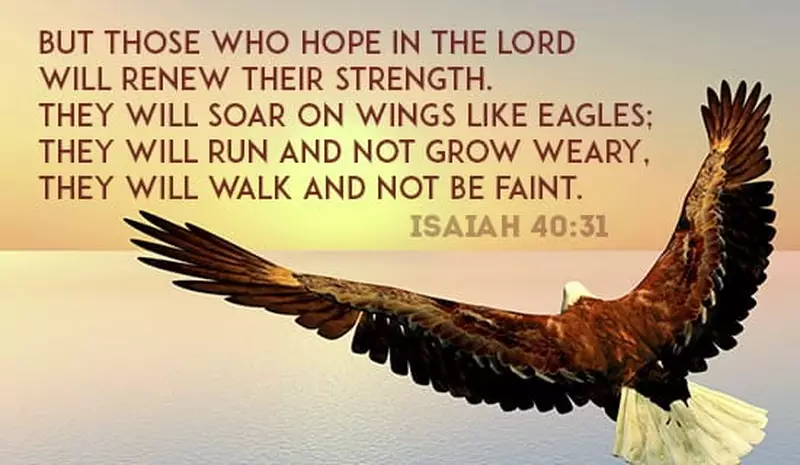 BUT THOSE WHO HOPE IN THE LORD
WILL RENEW THEIR STRENGTH.
THEY WILL SOAR ON WINGS LIKE EAGLES;
THEY WILL RUN AND NOT GROW WEARY,
THEY WILL WALK AND NOT BE FAINT.
ISAIAH 40:31